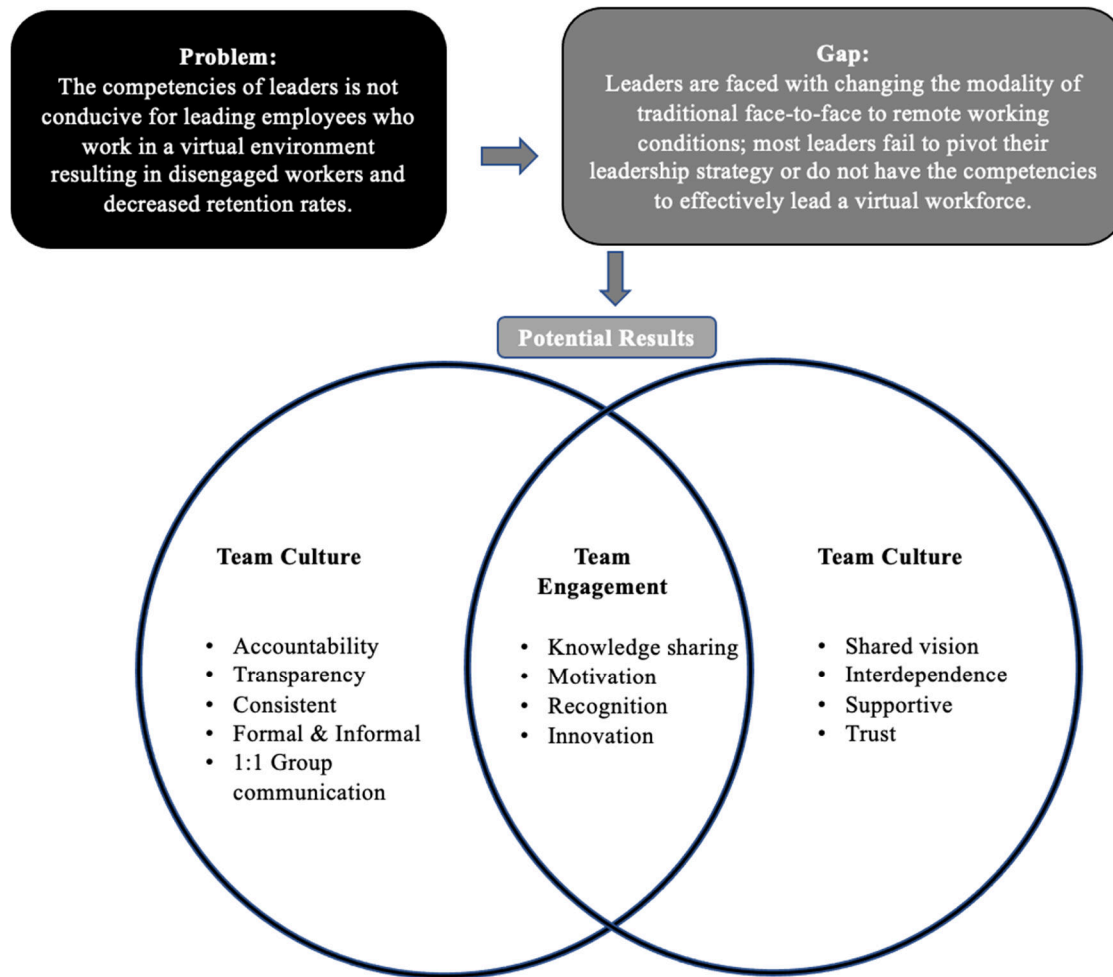 Problem:
The competencies of leaders is not
conducive for leading employees who
work in a virtual environment
resulting in disengaged workers and
decreased retention rates.
Gap:
Leaders are faced with changing the modality of
traditional face-to-face to remote working
conditions; most leaders fail to pivot their
leadership strategy or do not have the competencies
to effectively lead a virtual workforce.
Potential Results
Team Culture
• Accountability
• Transparency
• Consistent
• Formal & Informal
• 1:1 Group
communication
Team
Engagement
• Knowledge sharing
• Motivation
• Recognition
• Innovation
Team Culture
• Shared vision
• Interdependence
• Supportive
• Trust